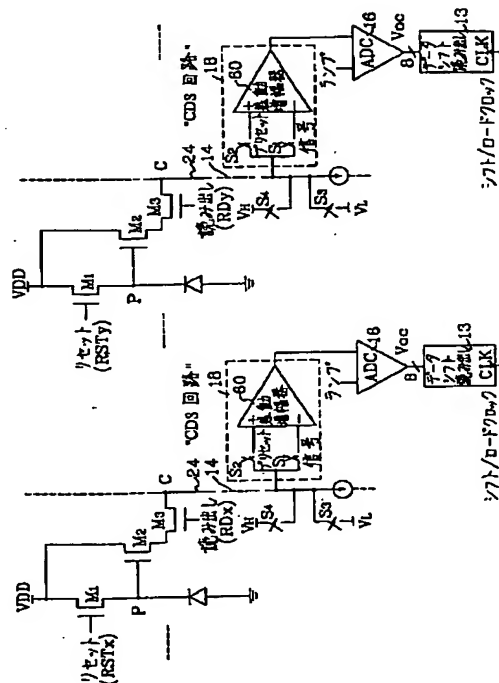 VDD
リセット
(RSTx)
M1
P
M2
M3
C
読み出し
(RDx)
24
14
"CDS 回路"
18
60
S2
リセット
差動
増幅器
S1
信号
VH
S4
S3
VL
ランプ
ADC
16
8
Vcc
データ
シフト
読み出し
13
CLK
シフト/ロードクロック
VDD
リセット
(RSTy)
M1
P
M2
M3
C
読み出し
(RDy)
24
14
"CDS 回路"
18
60
S2
リセット
差動
増幅器
信号
VH
S4
S3
VL
ランプ
ADC
16
8
Vcc
データ
シフト
読み出し
13
CLK
シフト/ロードクロック